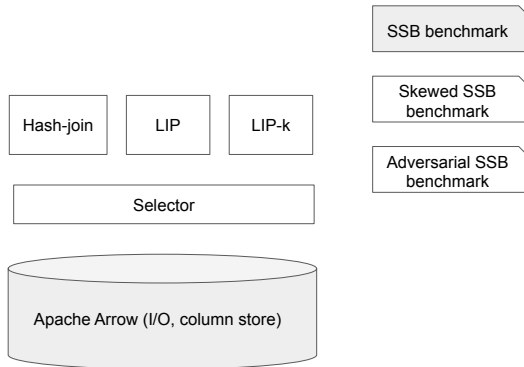 SSB benchmark
Skewed SSB
benchmark
Adversarial SSB
benchmark
Hash-join
LIP
LIP-k
Selector
Apache Arrow (I/O, column store)